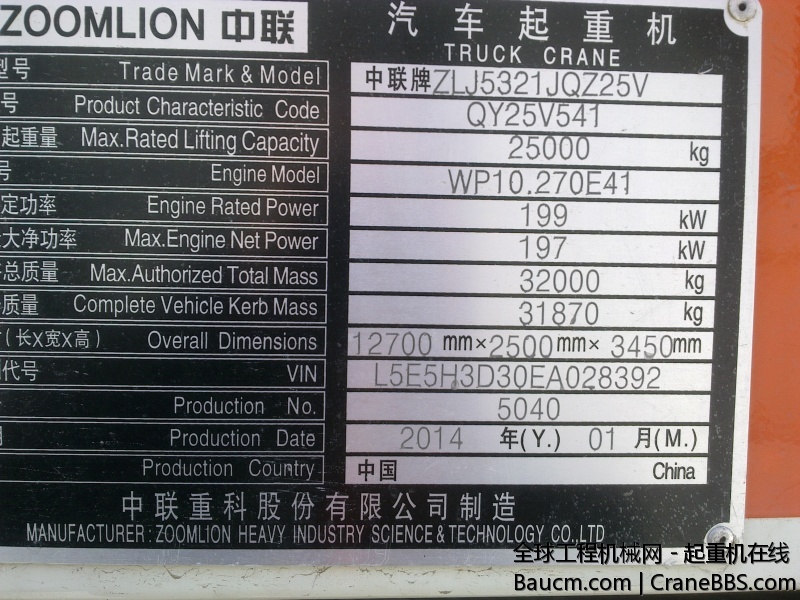 ZOOMLION 中联
汽车起重机
TRUCK CRANE
型号 Trade Mark & Model 中联牌ZLJ5321JQZ25V
号 Product Characteristic Code QY25V541
起重量 Max.Rated Lifting Capacity 25000 kg
号 Engine Model WP10.270E41
定功率 Engine Rated Power 199 kW
大净功率 Max.Engine Net Power 197 kW
总质量 Max.Authorized Total Mass 32000 kg
质量 Complete Vehicle Kerb Mass 31870 kg
(长X宽X高) Overall Dimensions 12700 mm×2500mm× 3450mm
代号 VIN L5E5H3D30EA028392
Production No. 5040
月 Production Date 2014 年(Y.) 01 月(M.)
Production Country 中国 China
中联重科股份有限公司制造
MANUFACTURER: ZOOMLION HEAVY INDUSTRY SCIENCE & TECHNOLOGY CO.,LTD
全球工程机械网 - 起重机在线
Baucm.com | CraneBBS.com